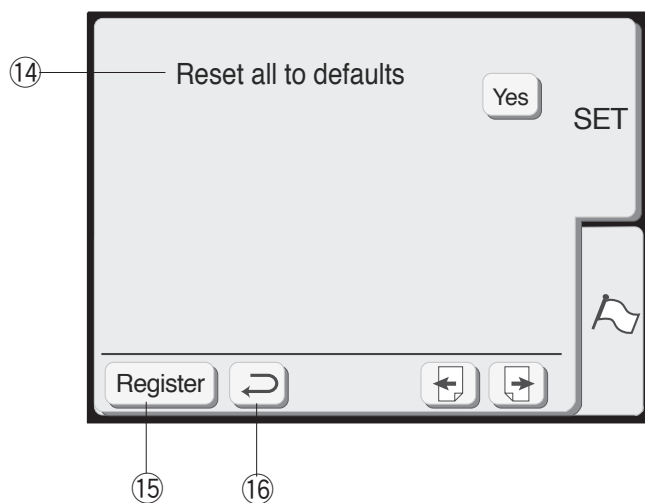 ⑭ Reset all to defaults
Yes
SET
Register
⑮ ⑯